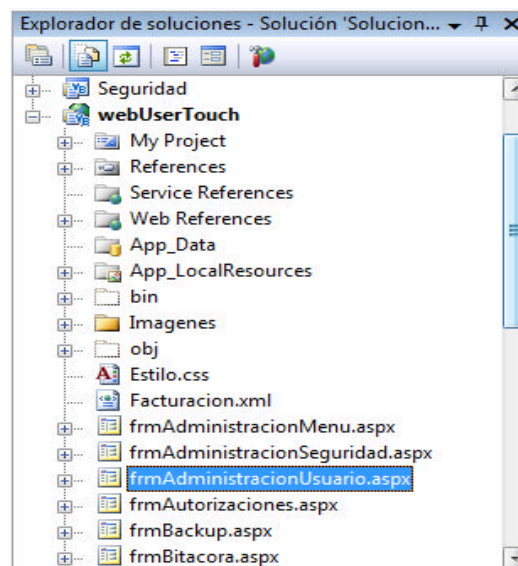 Explorador de soluciones - Solución 'Solucion...
Seguridad
webUserTouch
My Project
References
Service References
Web References
App_Data
App_LocalResources
bin
Imagenes
obj
Estilo.css
Facturacion.xml
frmAdministracionMenu.aspx
frmAdministracionSeguridad.aspx
frmAdministracionUsuario.aspx
frmAutorizaciones.aspx
frmBackup.aspx
frmBitacora.aspx